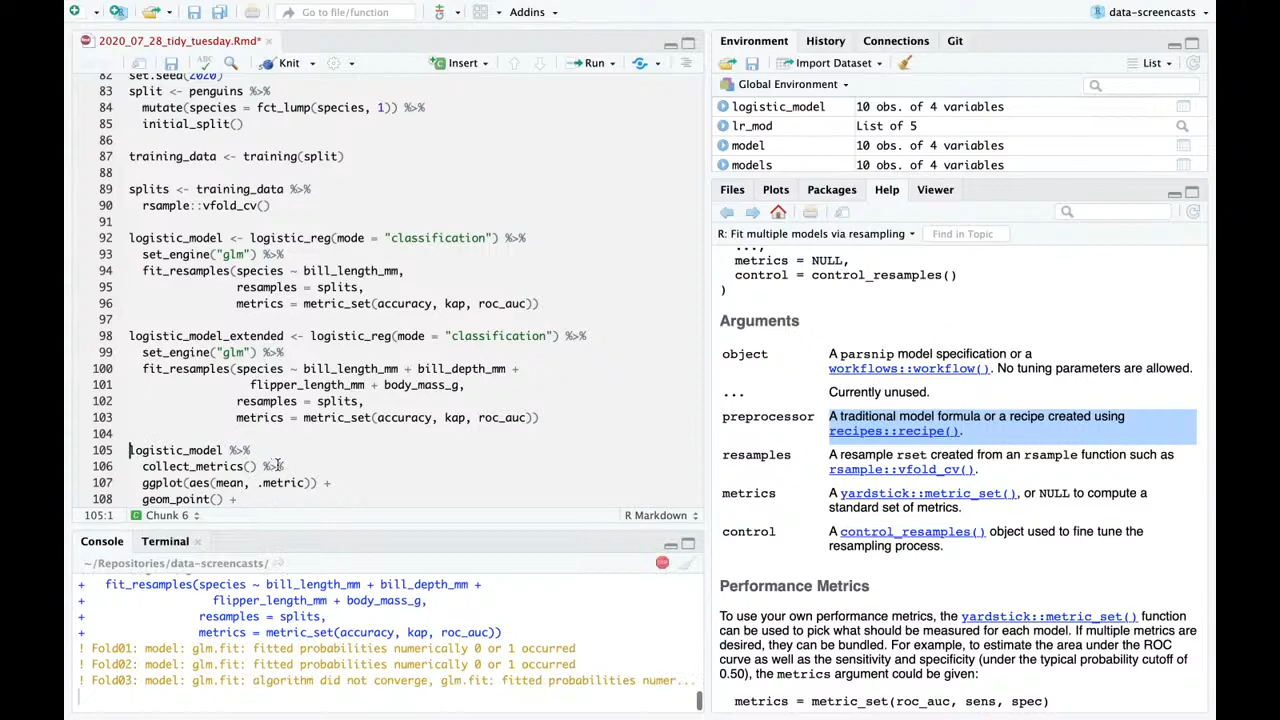 Go to file/function
Addins
data-screencasts
2020_07_28_tidy_tuesday.Rmd*
Knit
Insert
Run
82 set.seed(2020)
83 split <- penguins %>%
84 mutate(species = fct_lump(species, 1)) %>%
85 initial_split()
86
87 training_data <- training(split)
88
89 splits <- training_data %>%
90 rsample::vfold_cv()
91
92 logistic_model <- logistic_reg(mode = "classification") %>%
93 set_engine("glm") %>%
94 fit_resamples(species ~ bill_length_mm,
95 resamples = splits,
96 metrics = metric_set(accuracy, kap, roc_auc))
97
98 logistic_model_extended <- logistic_reg(mode = "classification") %>%
99 set_engine("glm") %>%
100 fit_resamples(species ~ bill_length_mm + bill_depth_mm +
101 flipper_length_mm + body_mass_g,
102 resamples = splits,
103 metrics = metric_set(accuracy, kap, roc_auc))
104
105 logistic_model %>%
106 collect_metrics() %>%
107 ggplot(aes(mean, .metric)) +
108 geom_point() +
105:1 Chunk 6 R Markdown
Console Terminal
~/Repositories/data-screencasts/
+ fit_resamples(species ~ bill_length_mm + bill_depth_mm +
+ flipper_length_mm + body_mass_g,
+ resamples = splits,
+ metrics = metric_set(accuracy, kap, roc_auc))
! Fold01: model: glm.fit: fitted probabilities numerically 0 or 1 occurred
! Fold02: model: glm.fit: fitted probabilities numerically 0 or 1 occurred
! Fold03: model: glm.fit: algorithm did not converge, glm.fit: fitted probabilities numer...
Environment History Connections Git
Import Dataset List
Global Environment
logistic_model 10 obs. of 4 variables
lr_mod List of 5
model 10 obs. of 4 variables
models 10 obs. of 4 variables
Files Plots Packages Help Viewer
R: Fit multiple models via resampling Find in Topic
...,
metrics = NULL,
control = control_resamples()
)
Arguments
object A parsnip model specification or a
workflows::workflow(). No tuning parameters are allowed.
... Currently unused.
preprocessor A traditional model formula or a recipe created using
recipes::recipe().
resamples A resample rset created from an rsample function such as
rsample::vfold_cv().
metrics A yardstick::metric_set(), or NULL to compute a
standard set of metrics.
control A control_resamples() object used to fine tune the
resampling process.
Performance Metrics
To use your own performance metrics, the yardstick::metric_set() function
can be used to pick what should be measured for each model. If multiple metrics are
desired, they can be bundled. For example, to estimate the area under the ROC
curve as well as the sensitivity and specificity (under the typical probability cutoff of
0.50), the metrics argument could be given:
metrics = metric_set(roc_auc, sens, spec)